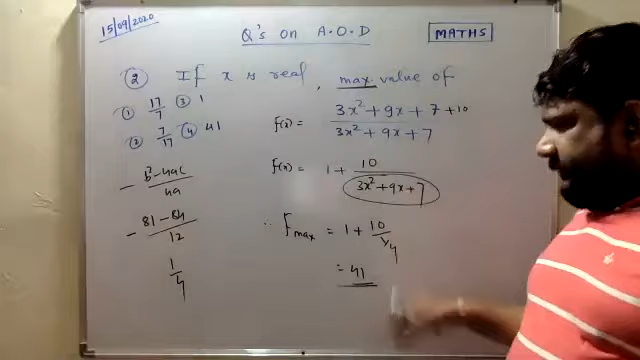 15/09/2020
Q's on A.O.D
MATHS
② If x is real, max. value of
① 17/7 ③ 1
② 7/17 ④ 41
f(x) = (3x² + 9x + 7 + 10)/(3x² + 9x + 7)
f(x) = 1 + 10/(3x² + 9x + 7)
- (b² - 4ac)/4a
- (81 - 84)/12
1/4
∴ Fmax = 1 + 10/(1/4)
= 41